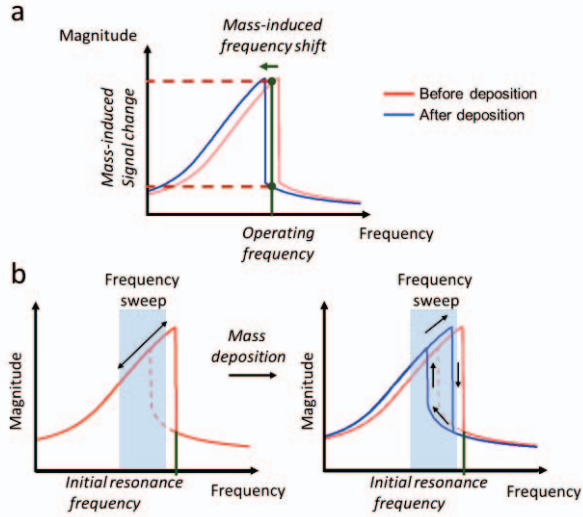 a
Magnitude
Mass-induced
frequency shift
Mass-induced
Signal change
Before deposition
After deposition
Operating
frequency
Frequency
b
Frequency
sweep
Magnitude
Initial resonance
frequency
Frequency
Mass
deposition
Frequency
sweep
Magnitude
Initial resonance
frequency
Frequency